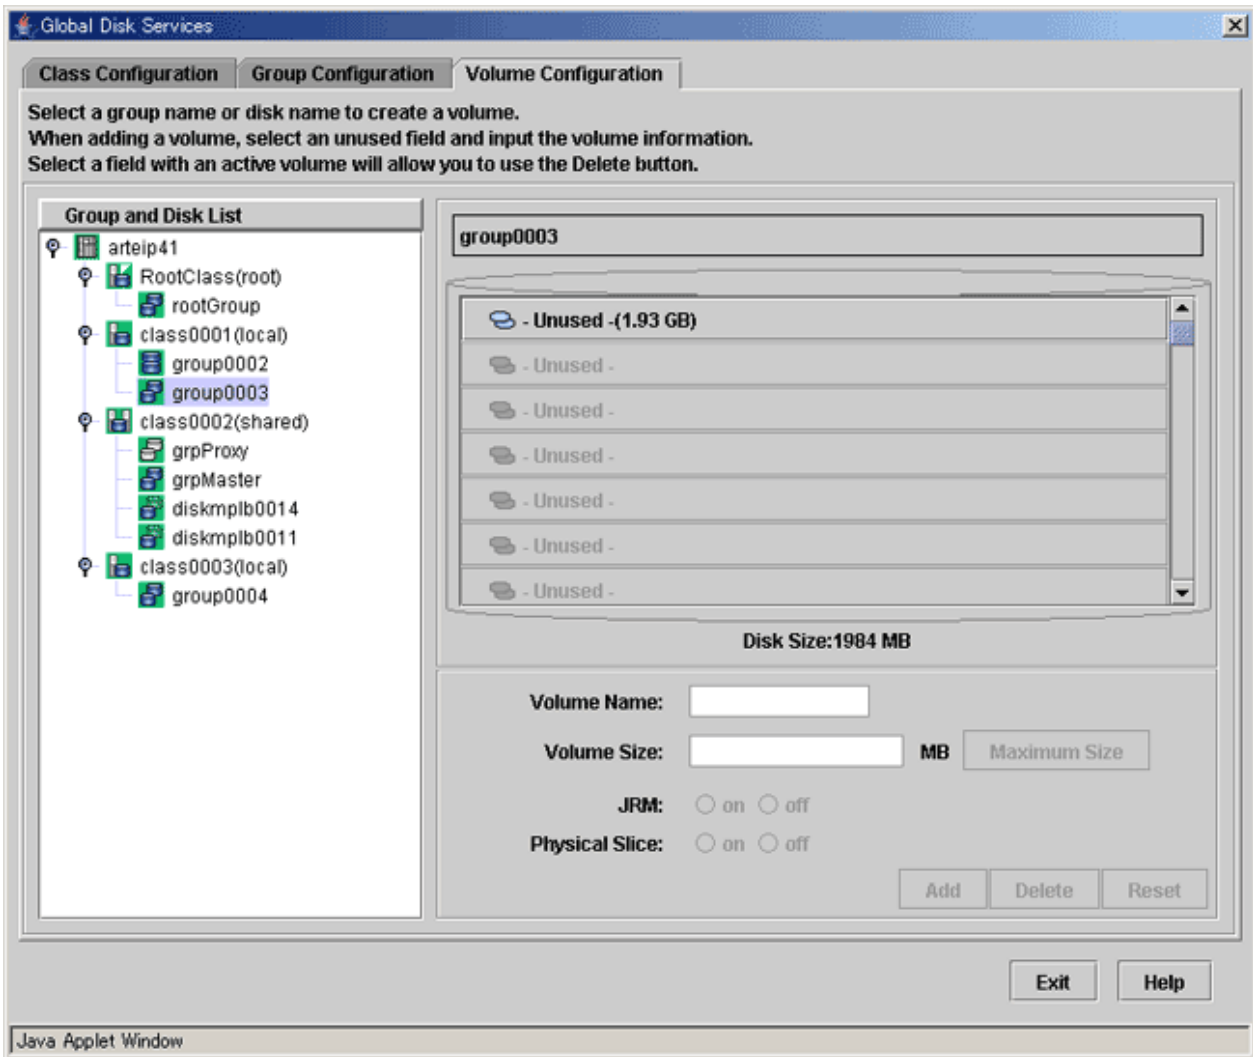 Global Disk Services
Class Configuration
Group Configuration
Volume Configuration
Select a group name or disk name to create a volume.
When adding a volume, select an unused field and input the volume information.
Select a field with an active volume will allow you to use the Delete button.
Group and Disk List
arteip41
RootClass(root)
rootGroup
class0001(local)
group0002
group0003
class0002(shared)
grpProxy
grpMaster
diskmplb0014
diskmplb0011
class0003(local)
group0004
group0003
- Unused -(1.93 GB)
- Unused -
- Unused -
- Unused -
- Unused -
- Unused -
- Unused -
Disk Size:1984 MB
Volume Name:
Volume Size: MB Maximum Size
JRM: on off
Physical Slice: on off
Add Delete Reset
Exit Help
Java Applet Window